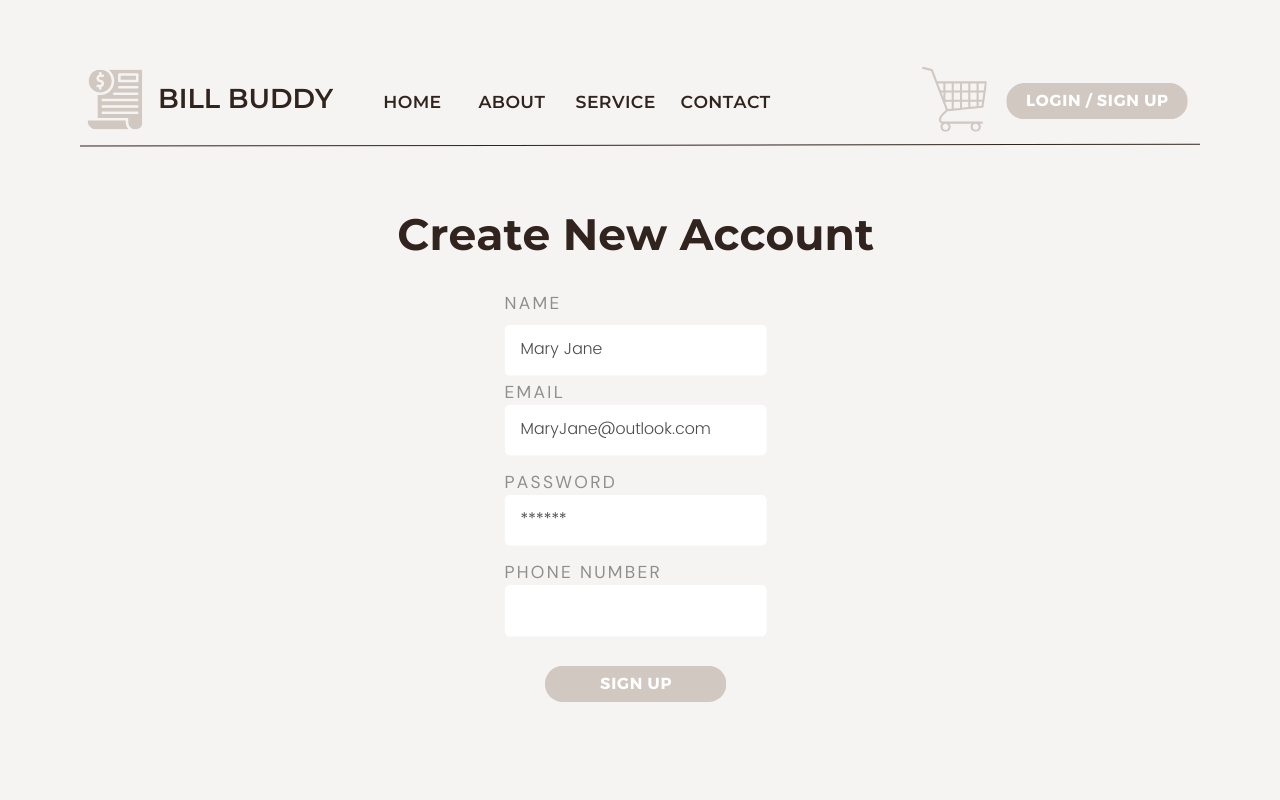 $
BILL BUDDY
HOME ABOUT SERVICE CONTACT
LOGIN / SIGN UP
Create New Account
NAME
Mary Jane
EMAIL
MaryJane@outlook.com
PASSWORD
******
PHONE NUMBER
SIGN UP